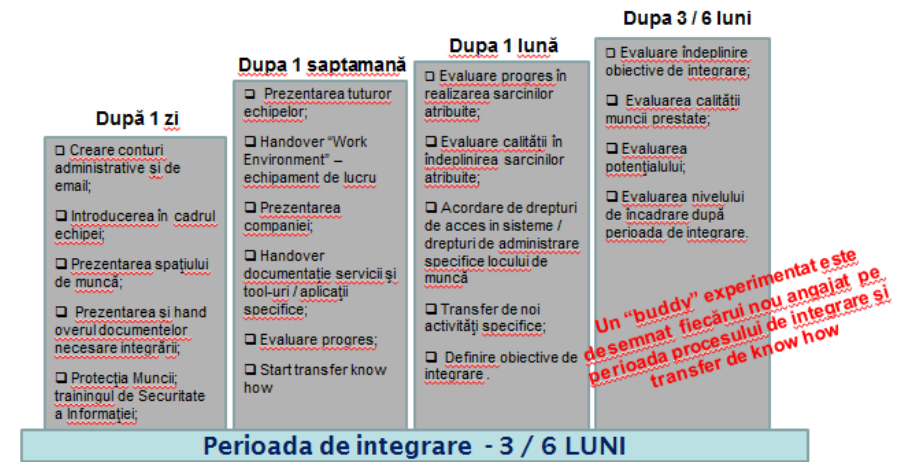 După 1 zi
❑ Creare conturi
administrative și de
email;
❑ Introducerea în cadrul
echipei;
❑ Prezentarea spațiului
de muncă;
❑ Prezentarea si hand
overul documentelor
necesare integrării;
❑ Protecția Muncii;
trainingul de Securitate
a Informației;
Dupa 1 saptamană
❑ Prezentarea tuturor
echipelor;
❑ Handover “Work
Environment” –
echipament de lucru
❑ Prezentarea
companiei;
❑ Handover
documentație servicii și
tool-uri / aplicații
specifice;
❑ Evaluare progres;
❑ Start transfer know
how
Dupa 1 lună
❑ Evaluare progres în
realizarea sarcinilor
atribuite;
❑ Evaluare calității în
îndeplinirea sarcinilor
atribuite;
❑ Acordare de drepturi
de acces in sisteme /
drepturi de administrare
specifice locului de
muncă
❑ Transfer de noi
activități specifice;
❑ Definire obiective de
integrare .
Dupa 3 / 6 luni
❑ Evaluare îndeplinire
obiective de integrare;
❑ Evaluarea calității
muncii prestate;
❑ Evaluarea
potențialului;
❑ Evaluarea nivelului
de încadrare după
perioada de integrare.
Un “buddy” experimentat este
desemnat fiecărui nou angajat pe
perioada procesului de integrare și
transfer de know how
Perioada de integrare - 3 / 6 LUNI